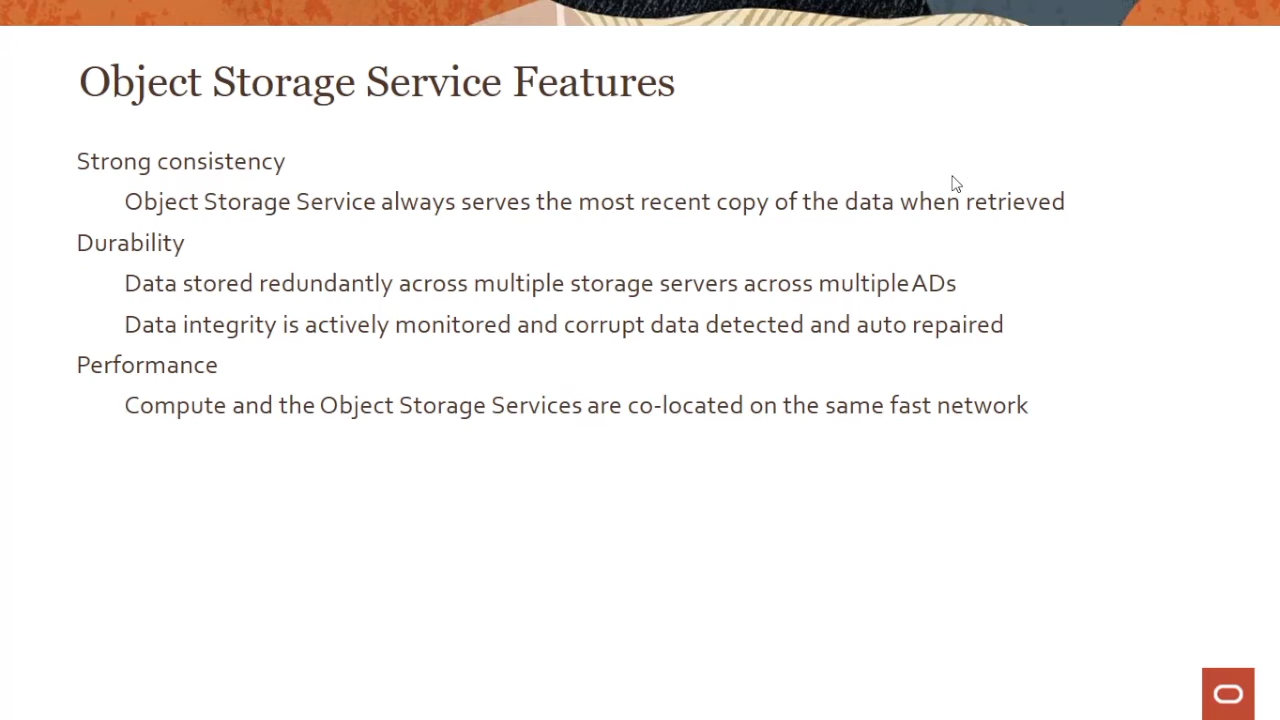 Object Storage Service Features
Strong consistency
Object Storage Service always serves the most recent copy of the data when retrieved
Durability
Data stored redundantly across multiple storage servers across multiple ADs
Data integrity is actively monitored and corrupt data detected and auto repaired
Performance
Compute and the Object Storage Services are co-located on the same fast network